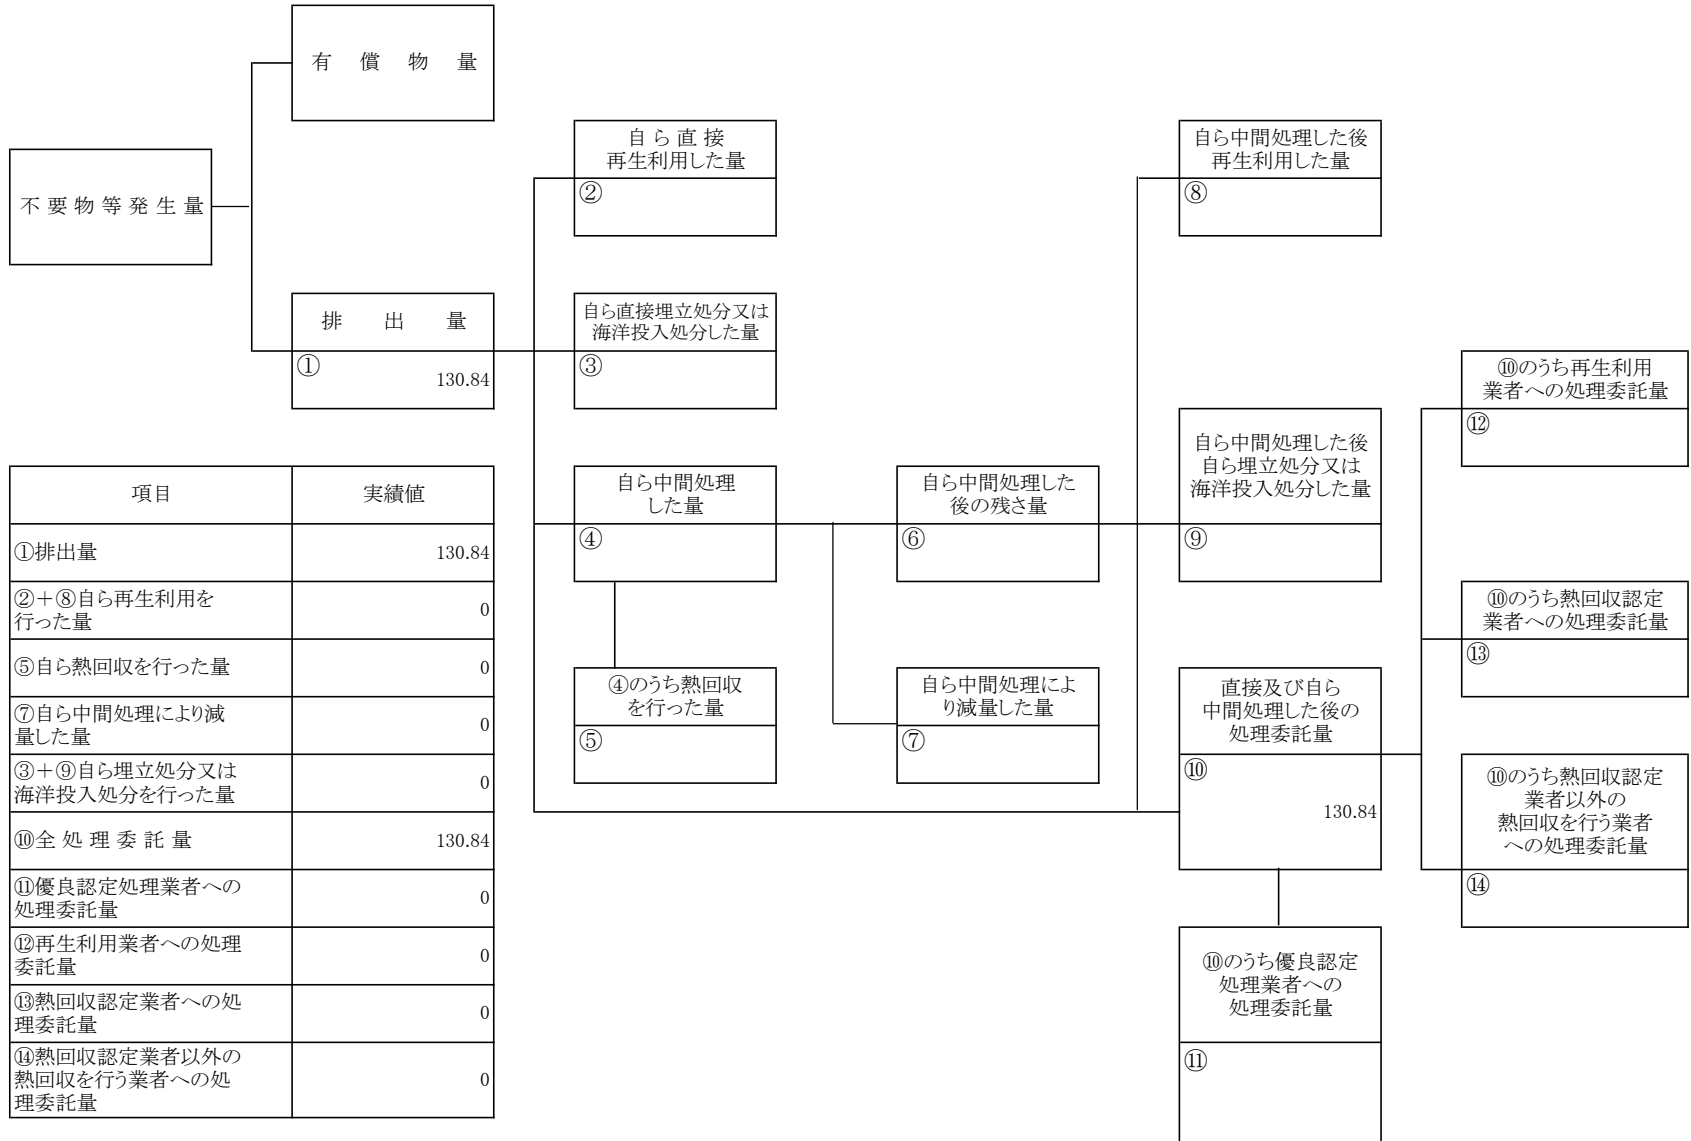 有償物量
不要物等発生量
排出量
①
130.84
自ら直接
再生利用した量
②
自ら直接埋立処分又は
海洋投入処分した量
③
自ら中間処理
した量
④
④のうち熱回収
を行った量
⑤
自ら中間処理した
後の残さ量
⑥
自ら中間処理によ
り減量した量
⑦
自ら中間処理した後
再生利用した量
⑧
自ら中間処理した後
自ら埋立処分又は
海洋投入処分した量
⑨
直接及び自ら
中間処理した後の
処理委託量
⑩
130.84
⑩のうち優良認定
処理業者への
処理委託量
⑪
⑩のうち再生利用
業者への処理委託量
⑫
⑩のうち熱回収認定
業者への処理委託量
⑬
⑩のうち熱回収認定
業者以外の
熱回収を行う業者
への処理委託量
⑭
項目 実績値
①排出量 130.84
②＋⑧自ら再生利用を
行った量 0
⑤自ら熱回収を行った量 0
⑦自ら中間処理により減
量した量 0
③＋⑨自ら埋立処分又は
海洋投入処分を行った量 0
⑩全処理委託量 130.84
⑪優良認定処理業者への
処理委託量 0
⑫再生利用業者への処理
委託量 0
⑬熱回収認定業者への処
理委託量 0
⑭熱回収認定業者以外の
熱回収を行う業者への処
理委託量 0